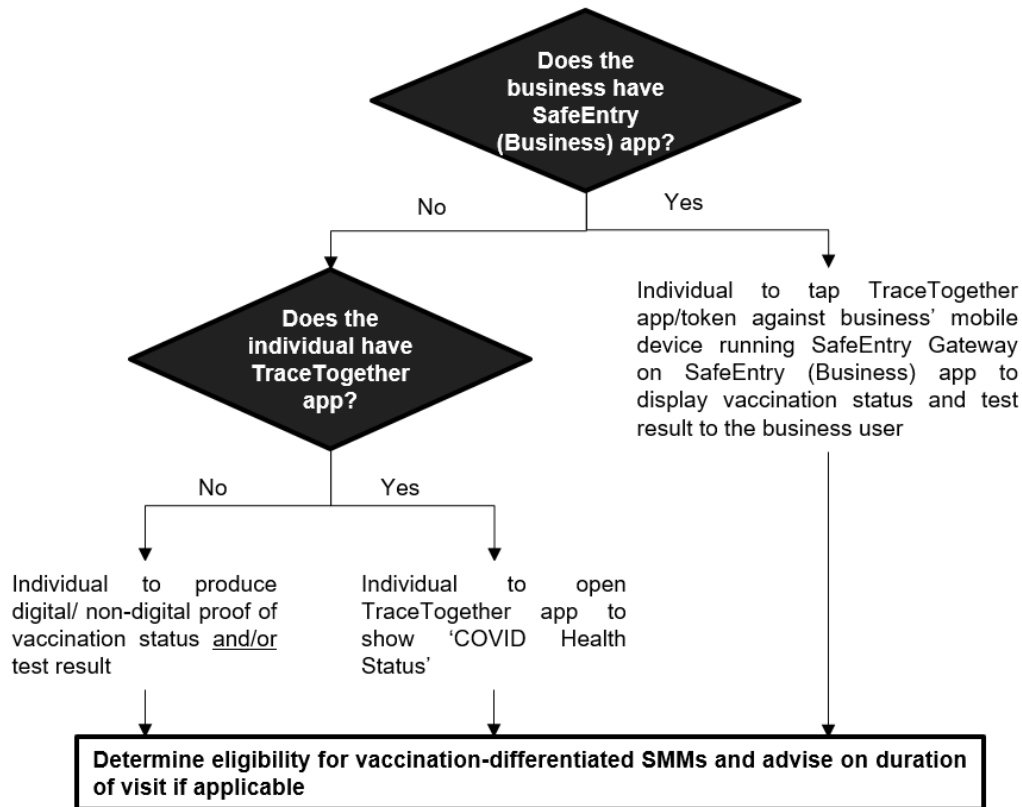 Does the
business have
SafeEntry
(Business) app?
No
Yes
Does the
individual have
TraceTogether
app?
Individual to tap TraceTogether
app/token against business’ mobile
device running SafeEntry Gateway
on SafeEntry (Business) app to
display vaccination status and test
result to the business user
No
Yes
Individual to produce
digital/ non-digital proof of
vaccination status and/or
test result
Individual to open
TraceTogether app to
show ‘COVID Health
Status’
Determine eligibility for vaccination-differentiated SMMs and advise on duration
of visit if applicable